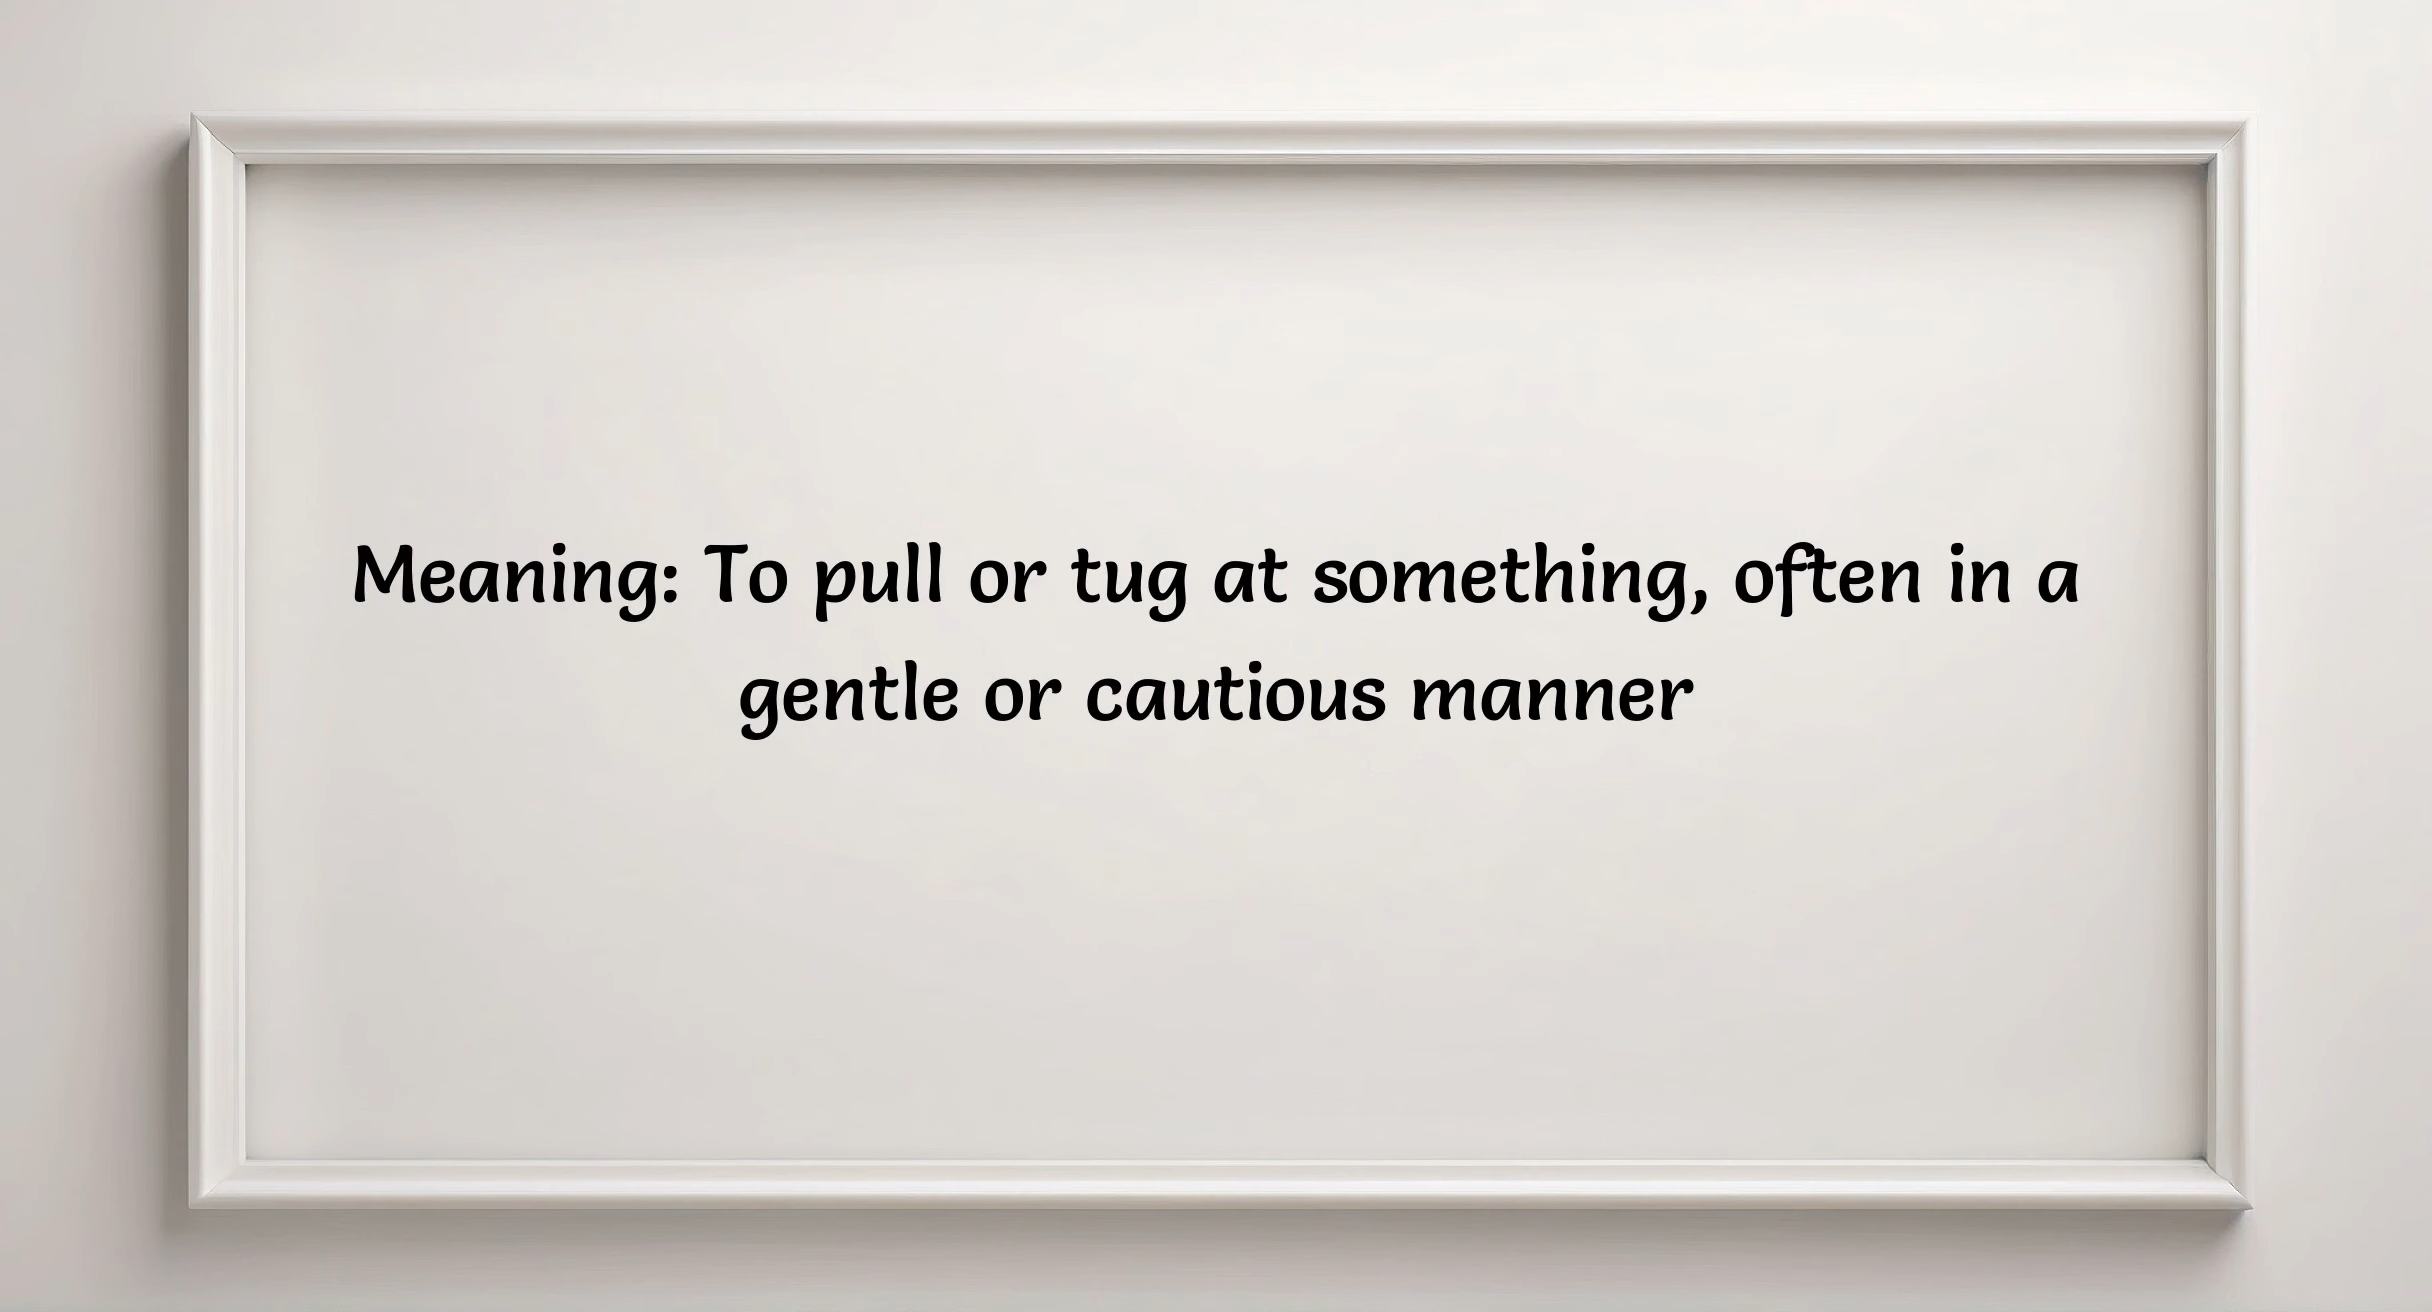 Meaning: To pull or tug at something, often in a
gentle or cautious manner